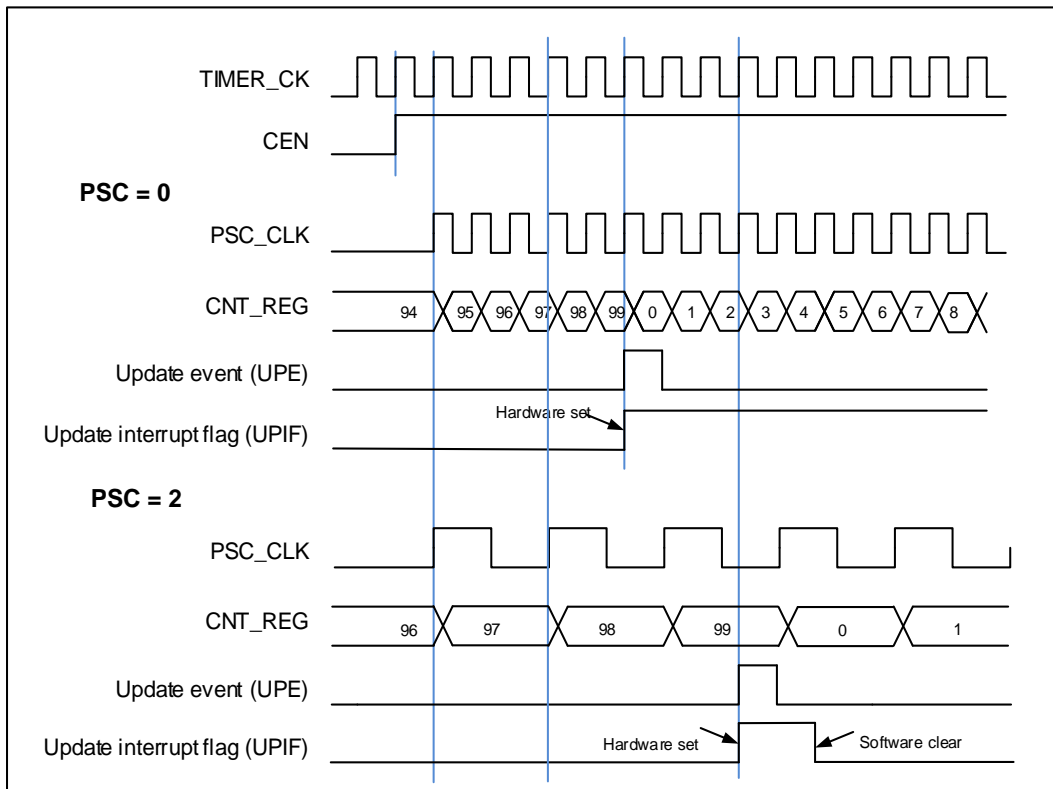 TIMER_CK
CEN
PSC = 0
PSC_CLK
CNT_REG 94 95 96 97 98 99 0 1 2 3 4 5 6 7 8
Update event (UPE)
Hardware set
Update interrupt flag (UPIF)
PSC = 2
PSC_CLK
CNT_REG 96 97 98 99 0 1
Update event (UPE)
Update interrupt flag (UPIF) Hardware set Software clear